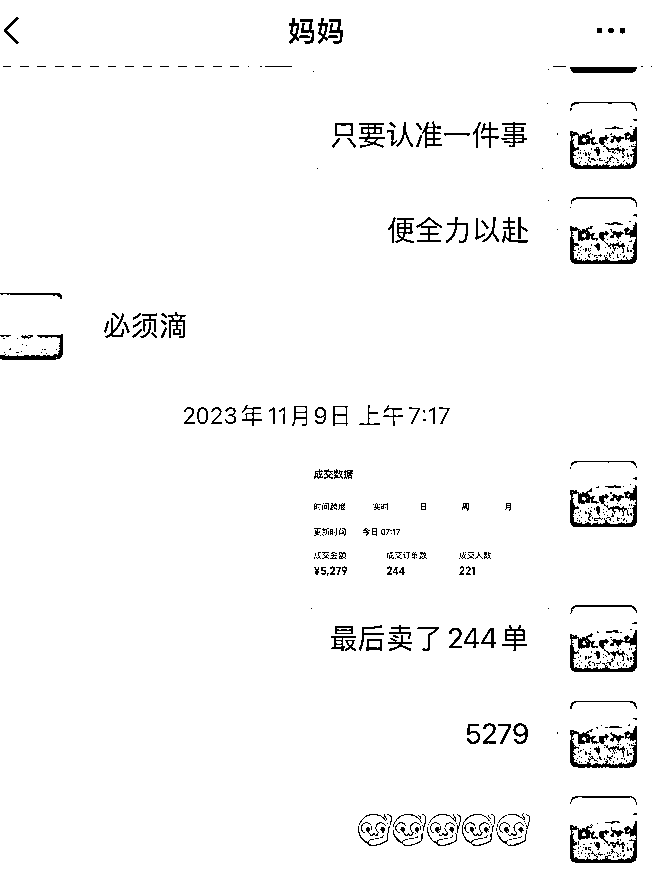 妈妈
只要认准一件事
便全力以赴
必须滴
2023年11月9日 上午7:17
成交数据
时间跨度 实时 日 周 月
更新时间 今日 07:17
成交金额 成交订单数 成交人数
¥5,279 244 221
最后卖了244单
5279